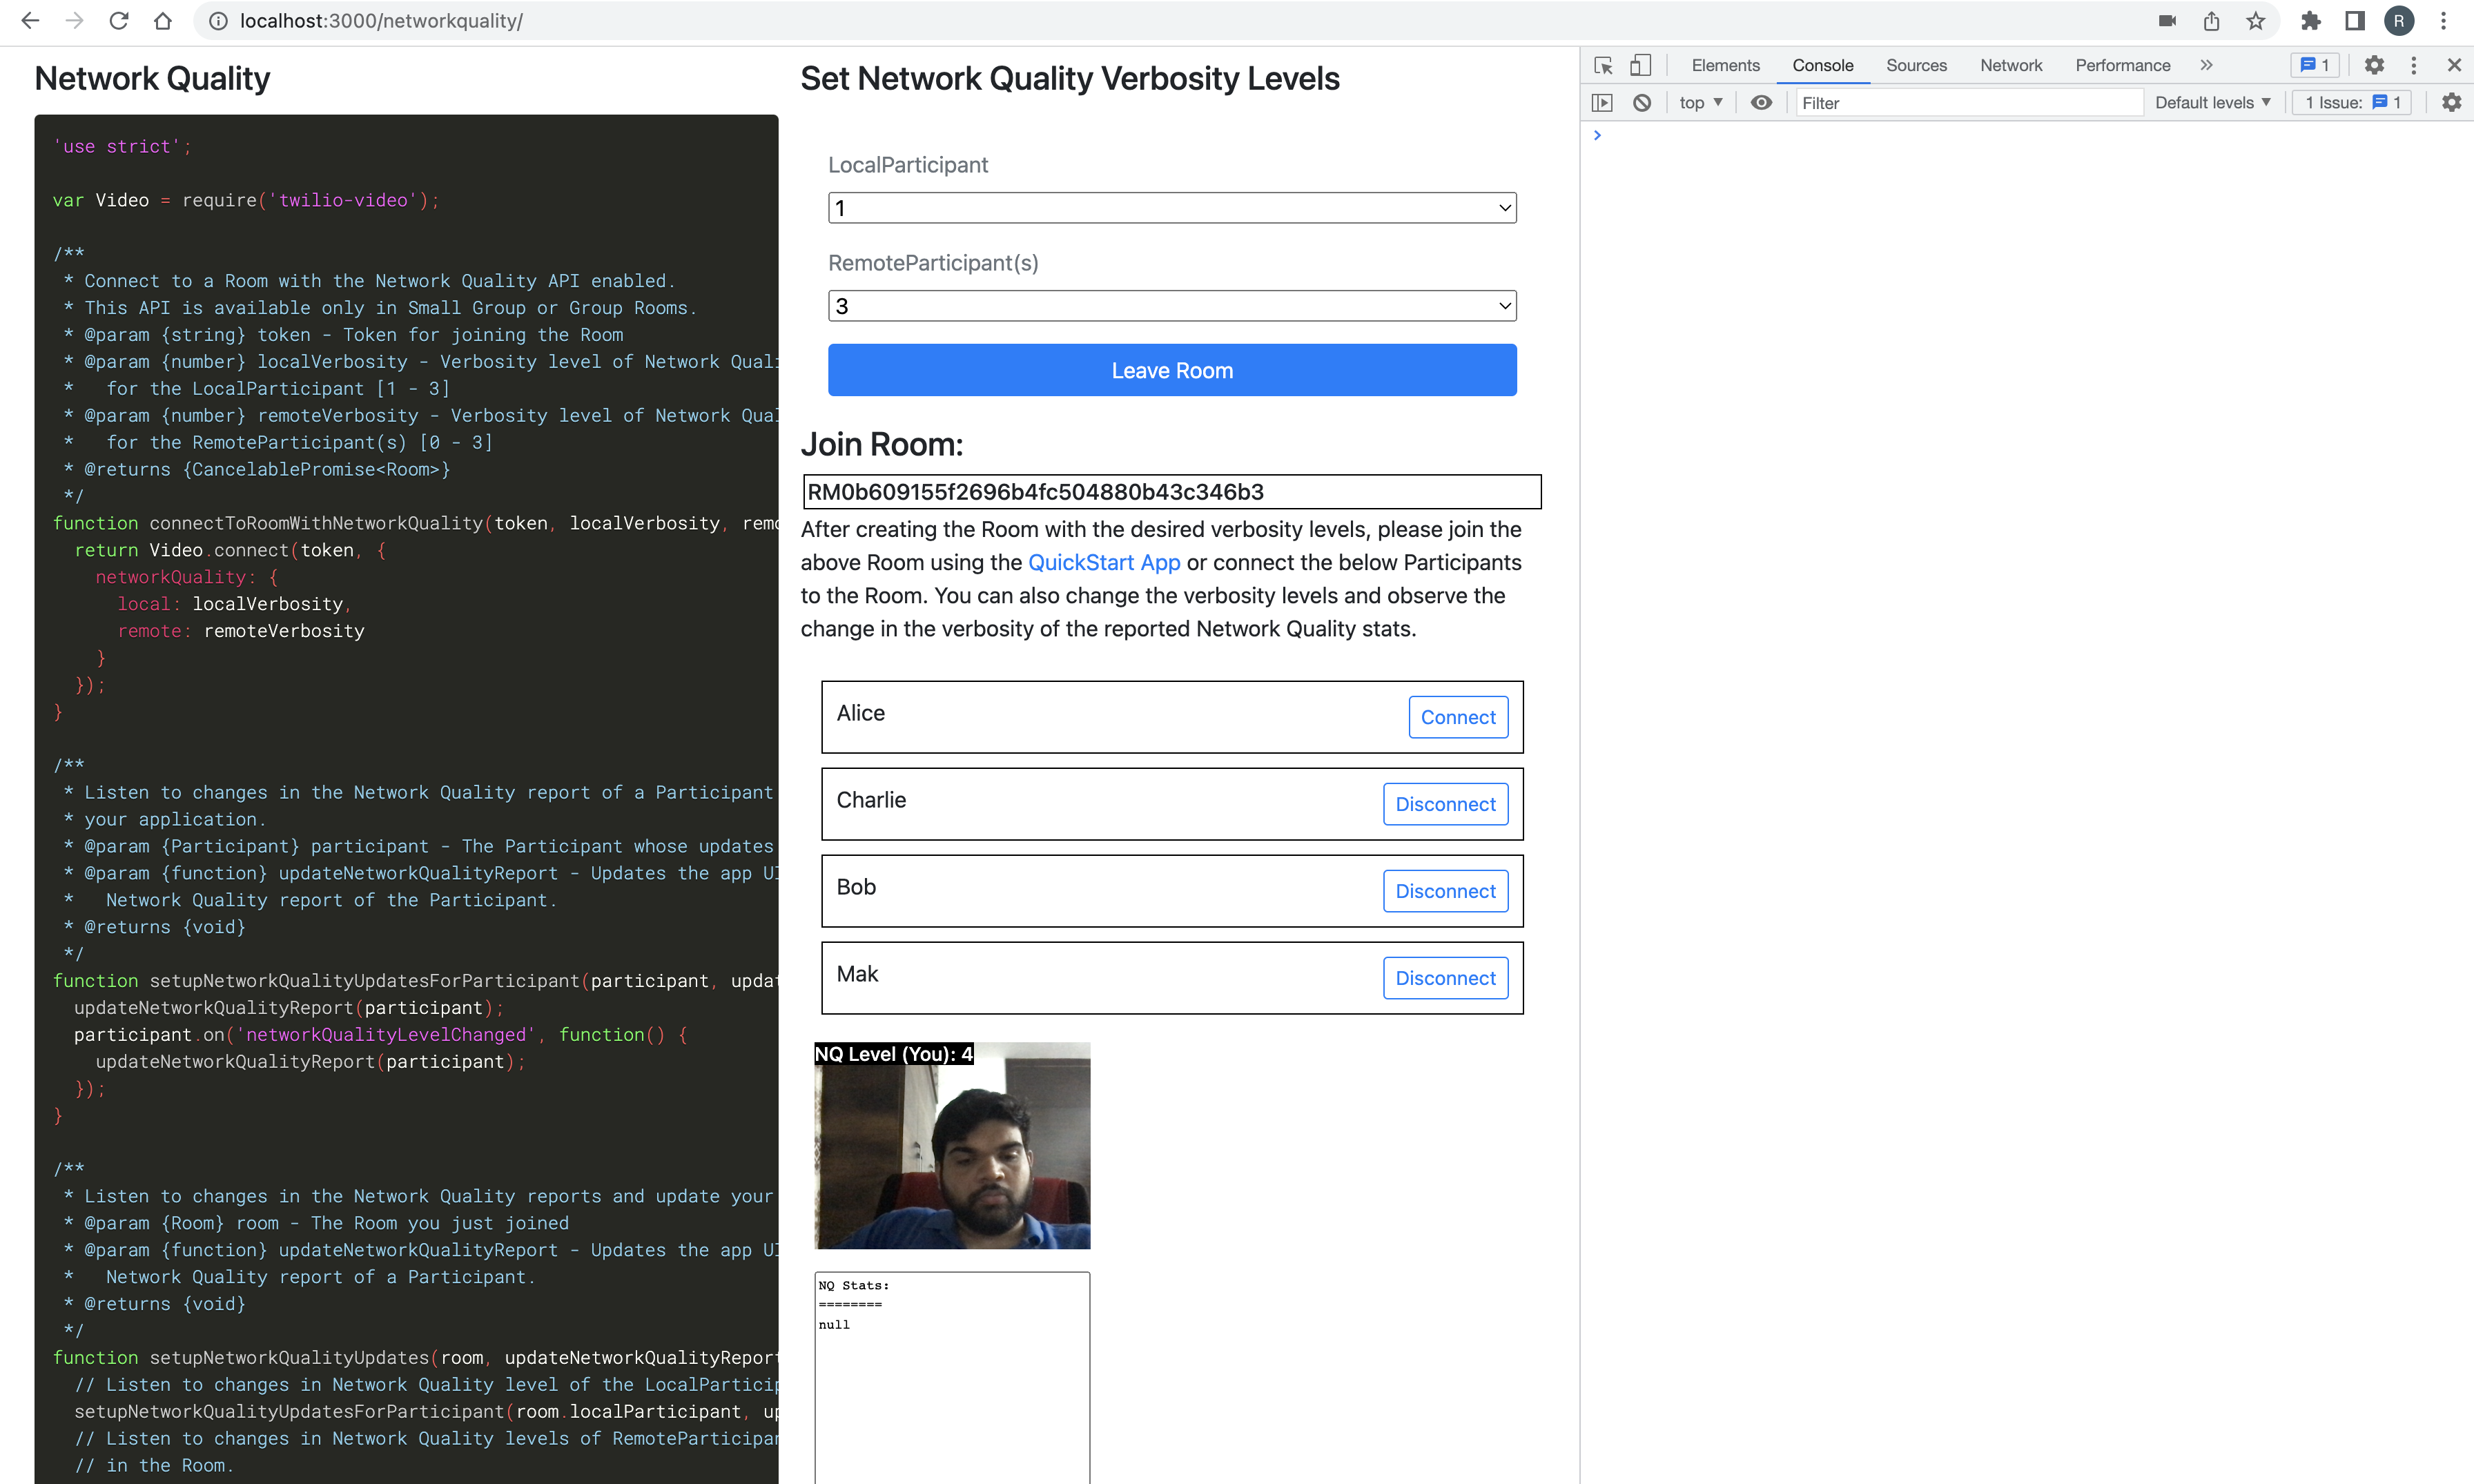 localhost:3000/networkquality/
R
Network Quality
'use strict';
var Video = require('twilio-video');
/**
* Connect to a Room with the Network Quality API enabled.
* This API is available only in Small Group or Group Rooms.
* @param {string} token - Token for joining the Room
* @param {number} localVerbosity - Verbosity level of Network Quali
*   for the LocalParticipant [1 - 3]
* @param {number} remoteVerbosity - Verbosity level of Network Qual
*   for the RemoteParticipant(s) [0 - 3]
* @returns {CancelablePromise<Room>}
*/
function connectToRoomWithNetworkQuality(token, localVerbosity, remo
return Video.connect(token, {
networkQuality: {
local: localVerbosity,
remote: remoteVerbosity
}
});
}
/**
* Listen to changes in the Network Quality report of a Participant
* your application.
* @param {Participant} participant - The Participant whose updates
* @param {function} updateNetworkQualityReport - Updates the app UI
*   Network Quality report of the Participant.
* @returns {void}
*/
function setupNetworkQualityUpdatesForParticipant(participant, updat
updateNetworkQualityReport(participant);
participant.on('networkQualityLevelChanged', function() {
updateNetworkQualityReport(participant);
});
}
/**
* Listen to changes in the Network Quality reports and update your
* @param {Room} room - The Room you just joined
* @param {function} updateNetworkQualityReport - Updates the app UI
*   Network Quality report of a Participant.
* @returns {void}
*/
function setupNetworkQualityUpdates(room, updateNetworkQualityReport
// Listen to changes in Network Quality level of the LocalParticip
setupNetworkQualityUpdatesForParticipant(room.localParticipant, up
// Listen to changes in Network Quality levels of RemoteParticipan
// in the Room.
Set Network Quality Verbosity Levels
LocalParticipant
1
RemoteParticipant(s)
3
Leave Room
Join Room:
RM0b609155f2696b4fc504880b43c346b3
After creating the Room with the desired verbosity levels, please join the
above Room using the QuickStart App or connect the below Participants
to the Room. You can also change the verbosity levels and observe the
change in the verbosity of the reported Network Quality stats.
Alice Connect
Charlie Disconnect
Bob Disconnect
Mak Disconnect
NQ Level (You): 4
NQ Stats:
========
null
Elements Console Sources Network Performance 1
top Filter Default levels 1 Issue: 1